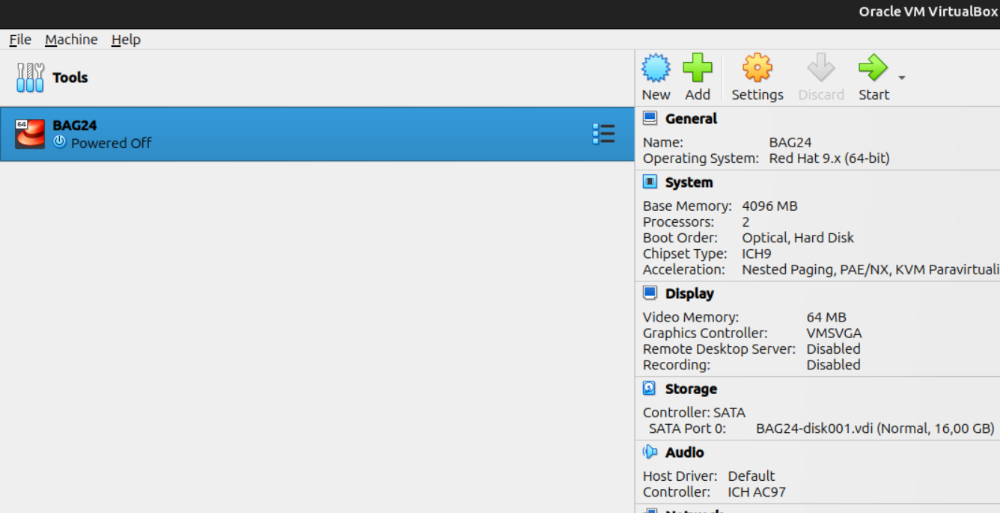 Oracle VM VirtualBox
File Machine Help
Tools
New Add Settings Discard Start
64
BAG24
Powered Off
General
Name: BAG24
Operating System: Red Hat 9.x (64-bit)
System
Base Memory: 4096 MB
Processors: 2
Boot Order: Optical, Hard Disk
Chipset Type: ICH9
Acceleration: Nested Paging, PAE/NX, KVM Paravirtuali
Display
Video Memory: 64 MB
Graphics Controller: VMSVGA
Remote Desktop Server: Disabled
Recording: Disabled
Storage
Controller: SATA
SATA Port 0: BAG24-disk001.vdi (Normal, 16,00 GB)
Audio
Host Driver: Default
Controller: ICH AC97